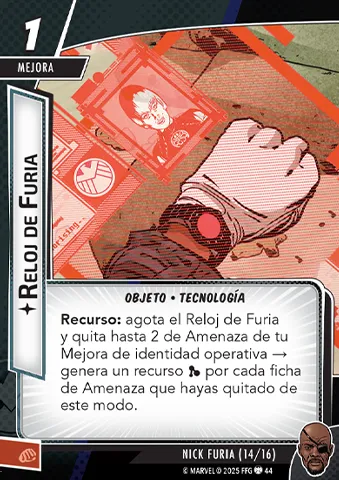 1
MEJORA
RELOJ DE FURIA
OBJETO • TECNOLOGÍA
Recurso: agota el Reloj de Furia
y quita hasta 2 de Amenaza de tu
Mejora de identidad operativa →
genera un recurso por cada ficha
de Amenaza que hayas quitado de
este modo.
NICK FURIA (14/16)
© MARVEL © 2025 FFG 44